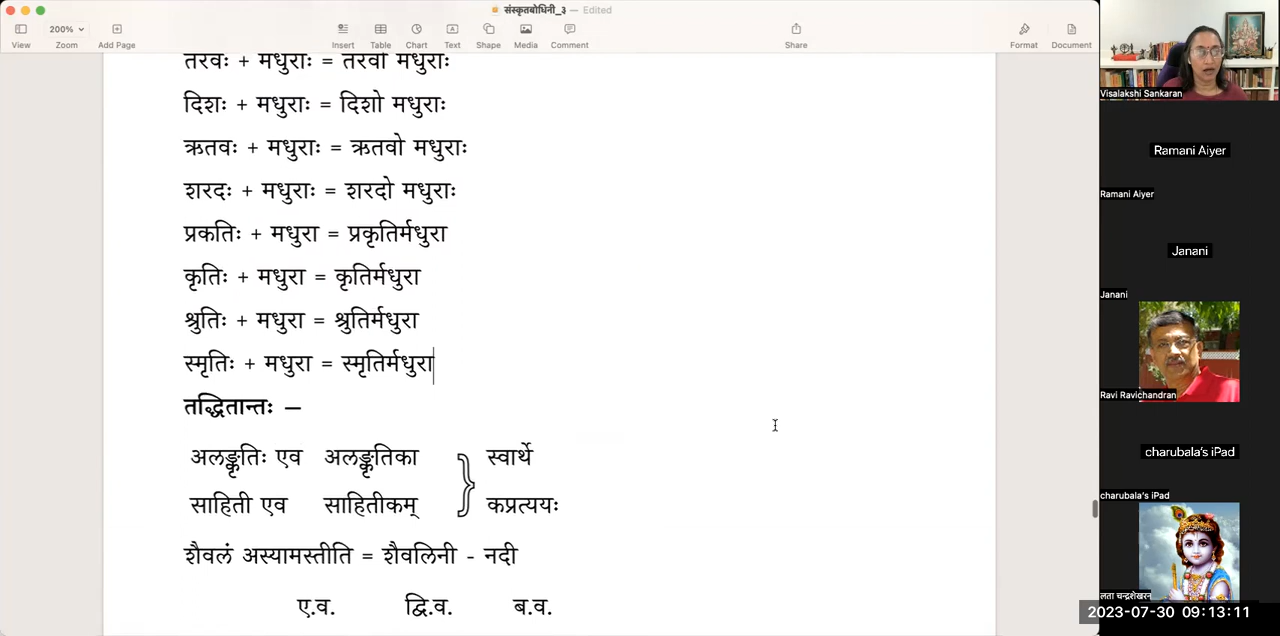 संस्कृतबोधिनी_३ — Edited
200%
View Zoom Add Page Insert Table Chart Text Shape Media Comment Share Format Document
तरवः + मधुराः = तरवो मधुराः
दिशः + मधुराः = दिशो मधुराः
ऋतवः + मधुराः = ऋतवो मधुराः
शरदः + मधुराः = शरदो मधुराः
प्रकतिः + मधुरा = प्रकृतिर्मधुरा
कृतिः + मधुरा = कृतिर्मधुरा
श्रुतिः + मधुरा = श्रुतिर्मधुरा
स्मृतिः + मधुरा = स्मृतिर्मधुरा
तद्धितान्तः —
अलङ्कृतिः एव अलङ्कृतिका } स्वार्थे
साहिती एव साहितीकम् कप्रत्ययः
शैवलं अस्यामस्तीति = शैवलिनी - नदी
ए.व. द्वि.व. ब.व.
Visalakshi Sankaran
Ramani Aiyer
Ramani Aiyer
Janani
Janani
Ravi Ravichandran
charubala's iPad
charubala's iPad
लता चन्द्रशेखरन्
2023-07-30 09:13:11